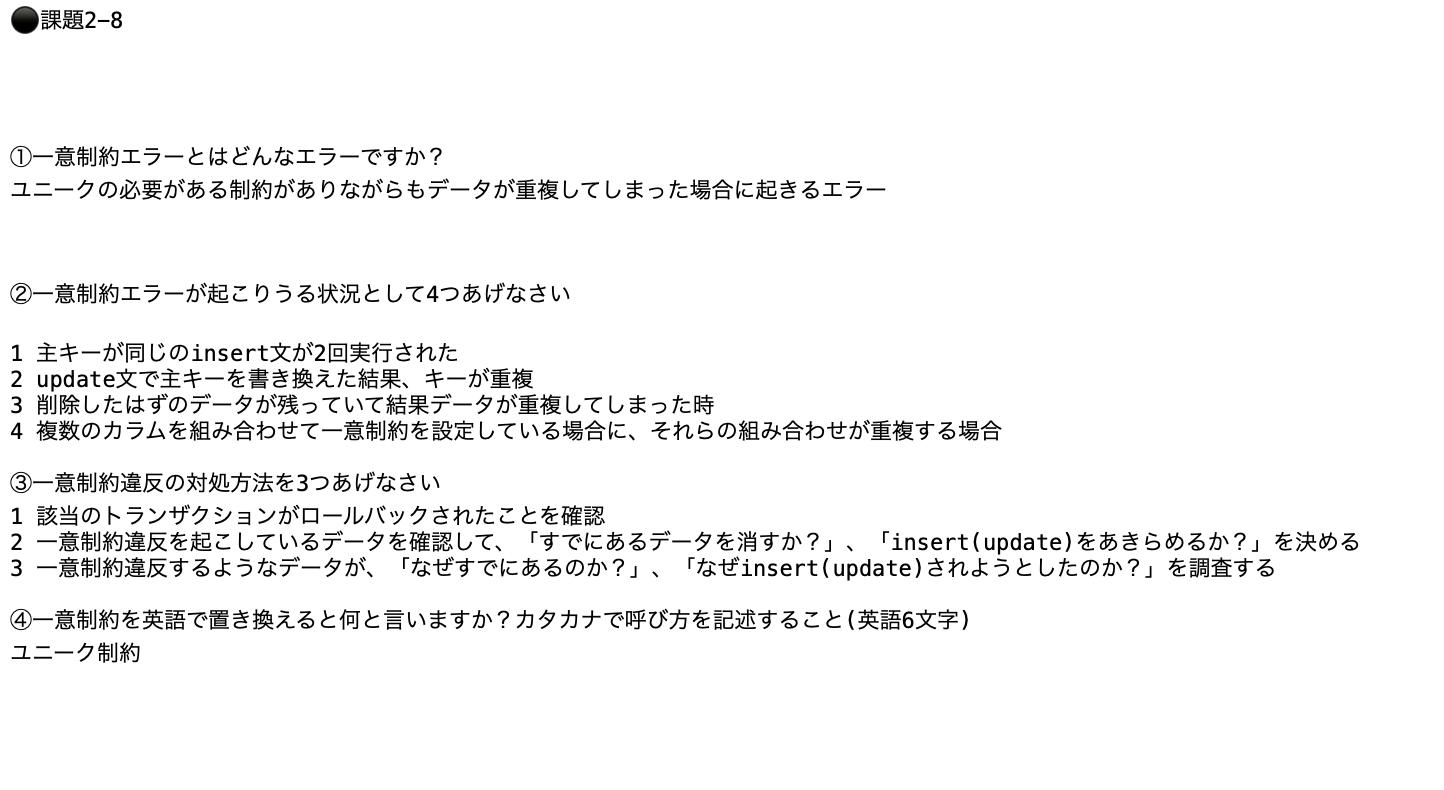 ⚫課題2−8
①一意制約エラーとはどんなエラーですか？
ユニークの必要がある制約がありながらもデータが重複してしまった場合に起きるエラー
②一意制約エラーが起こりうる状況として4つあげなさい
1 主キーが同じのinsert文が2回実行された
2 update文で主キーを書き換えた結果、キーが重複
3 削除したはずのデータが残っていて結果データが重複してしまった時
4 複数のカラムを組み合わせて一意制約を設定している場合に、それらの組み合わせが重複する場合
③一意制約違反の対処方法を3つあげなさい
1 該当のトランザクションがロールバックされたことを確認
2 一意制約違反を起こしているデータを確認して、「すでにあるデータを消すか？」、「insert(update)をあきらめるか？」を決める
3 一意制約違反するようなデータが、「なぜすでにあるのか？」、「なぜinsert(update)されようとしたのか？」を調査する
④一意制約を英語で置き換えると何と言いますか？カタカナで呼び方を記述すること(英語6文字)
ユニーク制約